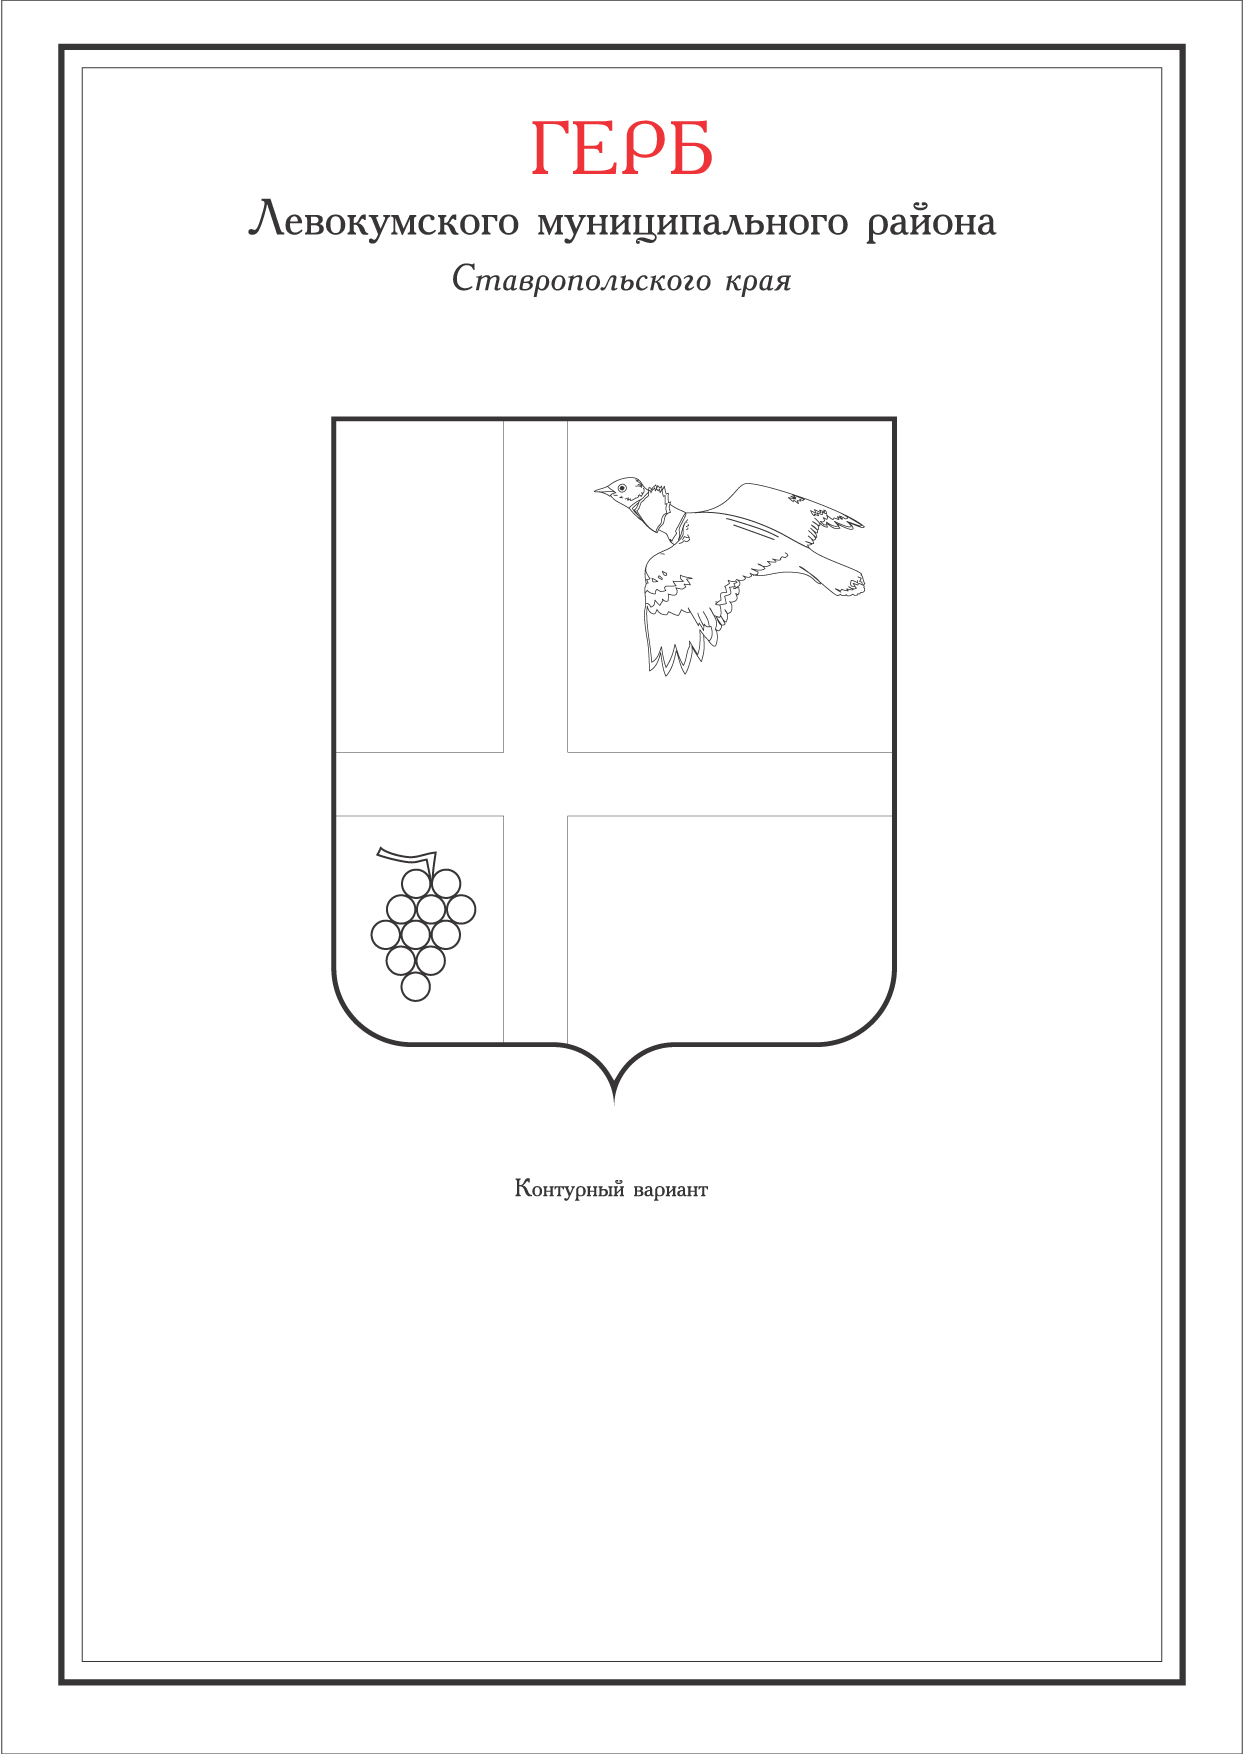 ГЕРБ
Левокумского муниципального района
Ставропольского края
Контурный вариант